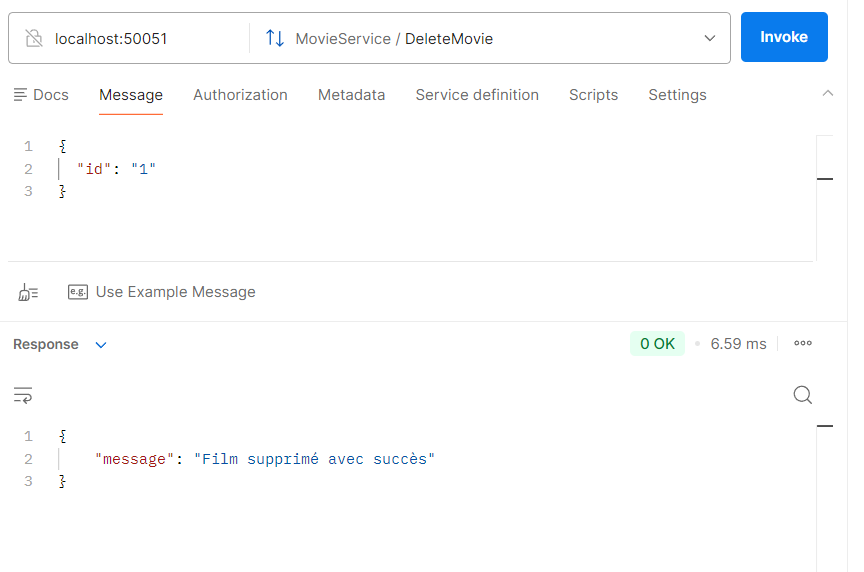 localhost:50051 MovieService / DeleteMovie Invoke
Docs Message Authorization Metadata Service definition Scripts Settings
1 {
2 "id": "1"
3 }
e.g. Use Example Message
Response 0 OK 6.59 ms
1 {
2 "message": "Film supprimé avec succès"
3 }